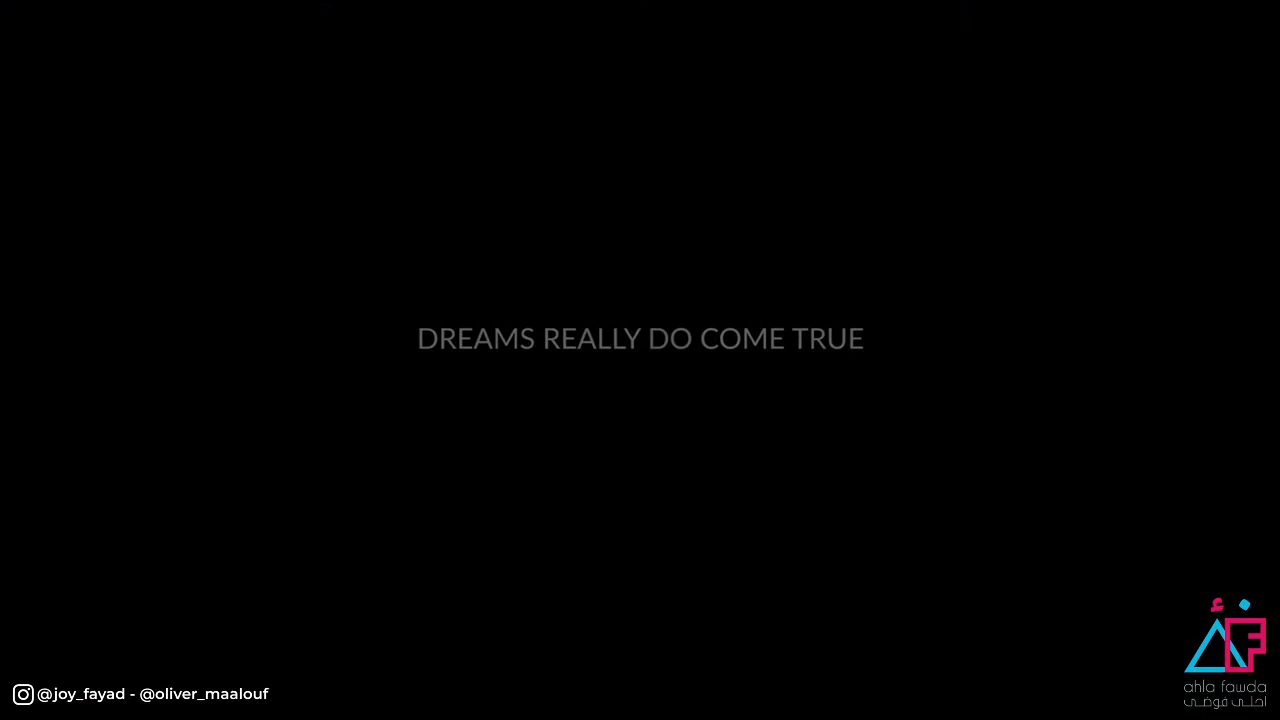 DREAMS REALLY DO COME TRUE
@joy_fayad - @oliver_maalouf
ahla fawda
احلى فوضى